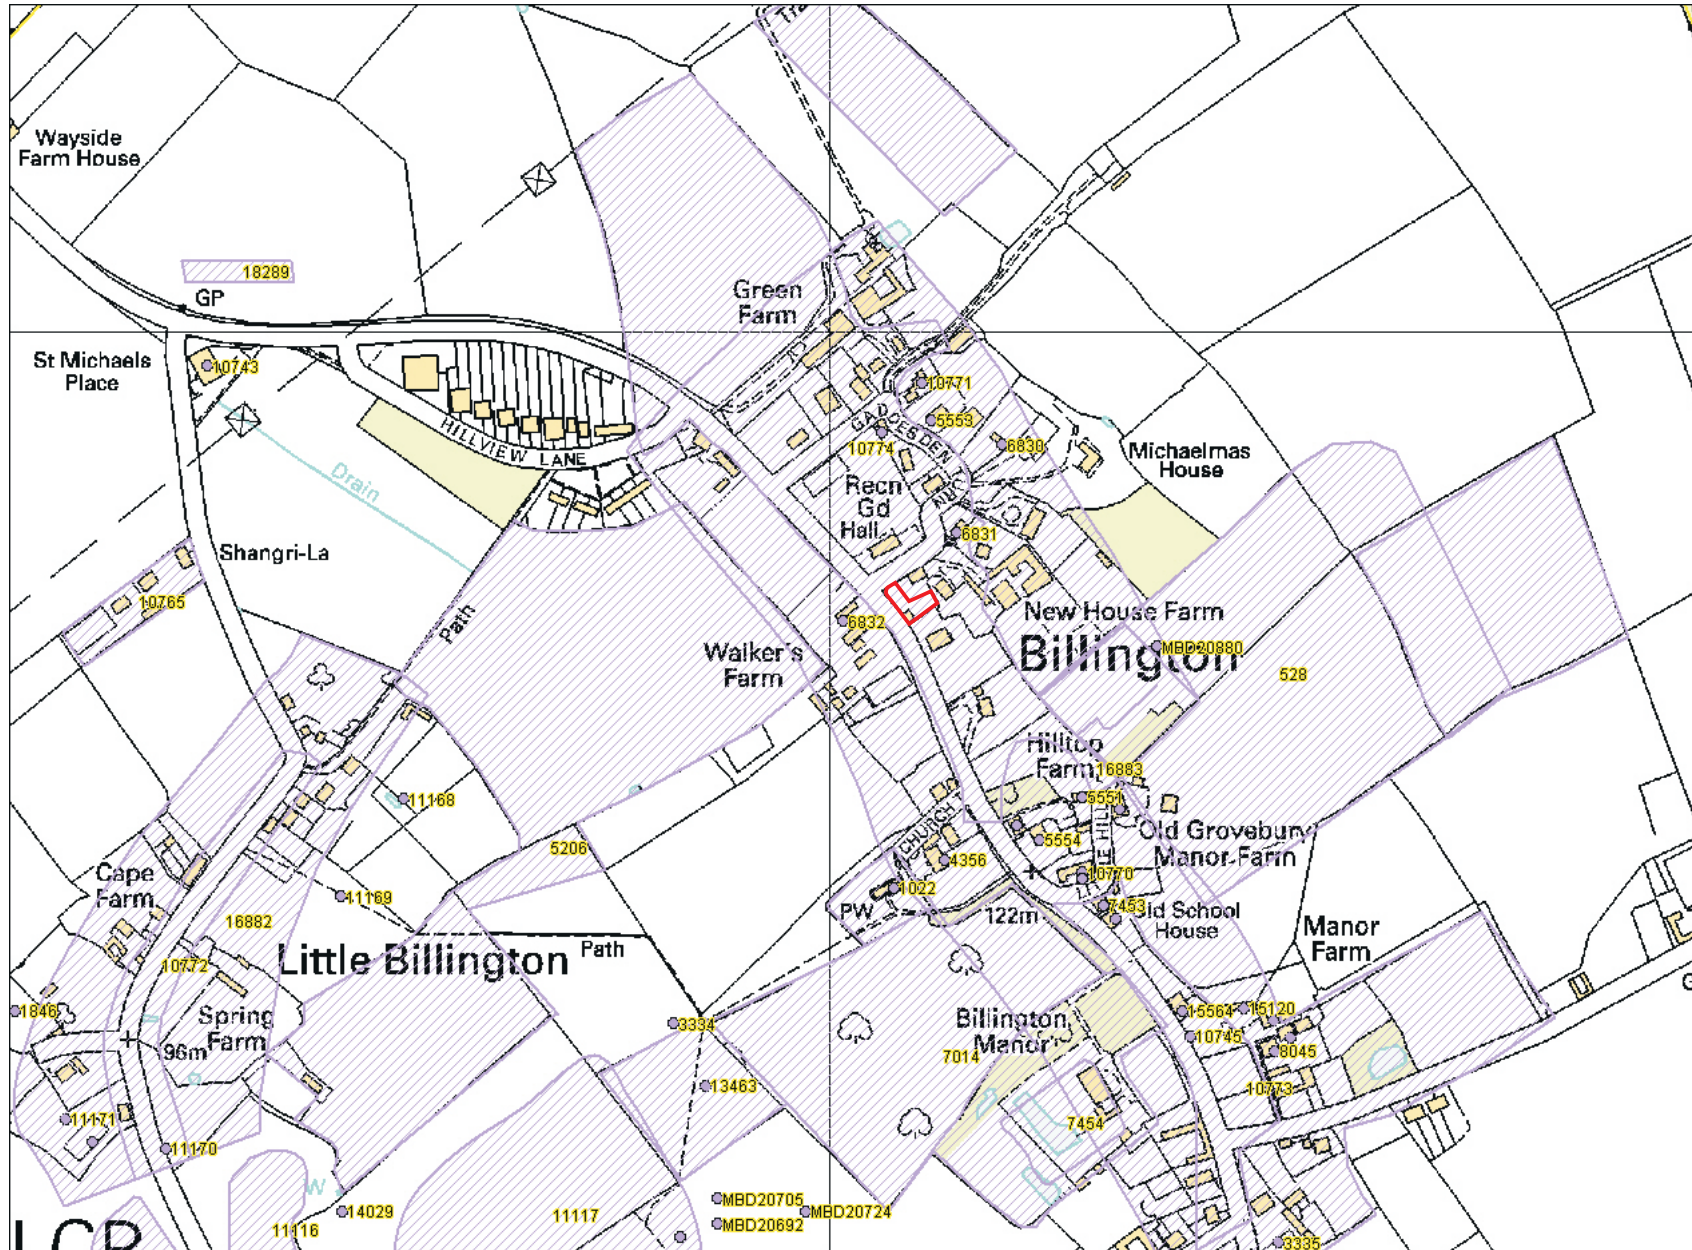 Tra
Wayside
Farm House
18289
GP
Green
Farm
St Michaels
Place
10743
10771
5553
HILLVIEW LANE
GADDESDEN
TURN
10774
6830
Michaelmas
House
Drain
Recn
Gd
Hall
6831
Shangri-La
10765
Path
6832
New House Farm
Walker's
Farm
Billington
MBD20880
528
Hilltop
Farm
16883
11168
5551
CHURCH
HILL
Old Grovebury
Manor Farm
5206
5554
4356
Cape
Farm
10770
1022
11169
7453
PW
122m
Old School
House
16882
Manor
Farm
Little Billington
Path
10772
1846
Spring
Farm
3334
Billington
Manor
15564
15120
96m
10745
7014
8045
13463
10773
11171
7454
11170
W
MBD20705
14029
11117
MBD20724
11116
MBD20692
LCP
3335